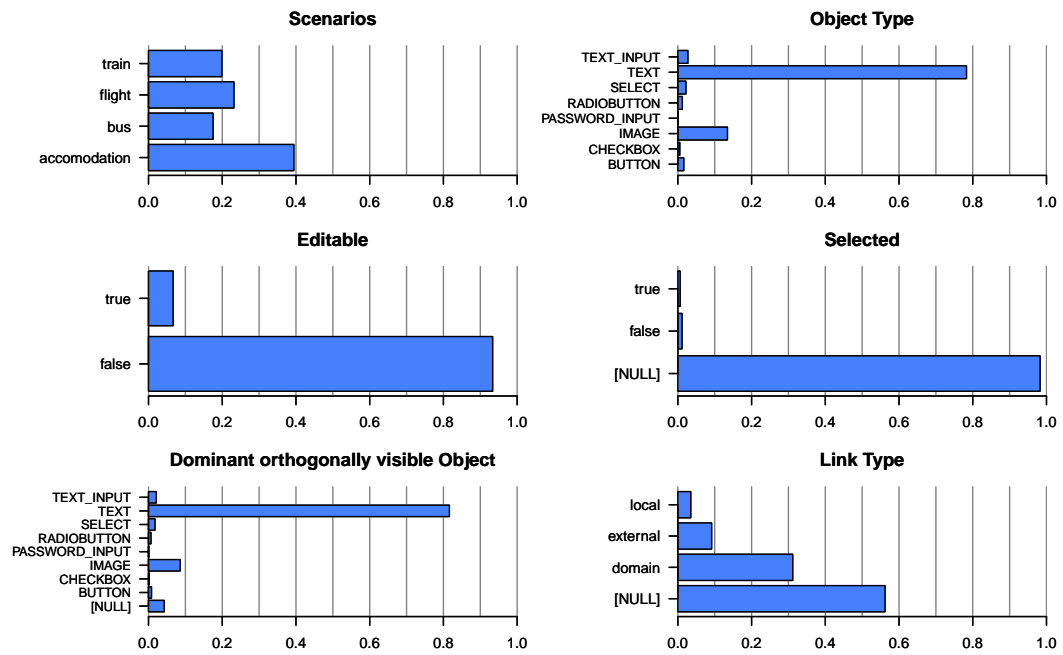 Scenarios
train
flight
bus
accomodation
0.0 0.2 0.4 0.6 0.8 1.0
Object Type
TEXT_INPUT
TEXT
SELECT
RADIOBUTTON
PASSWORD_INPUT
IMAGE
CHECKBOX
BUTTON
0.0 0.2 0.4 0.6 0.8 1.0
Editable
true
false
0.0 0.2 0.4 0.6 0.8 1.0
Selected
true
false
[NULL]
0.0 0.2 0.4 0.6 0.8 1.0
Dominant orthogonally visible Object
TEXT_INPUT
TEXT
SELECT
RADIOBUTTON
PASSWORD_INPUT
IMAGE
CHECKBOX
BUTTON
[NULL]
0.0 0.2 0.4 0.6 0.8 1.0
Link Type
local
external
domain
[NULL]
0.0 0.2 0.4 0.6 0.8 1.0